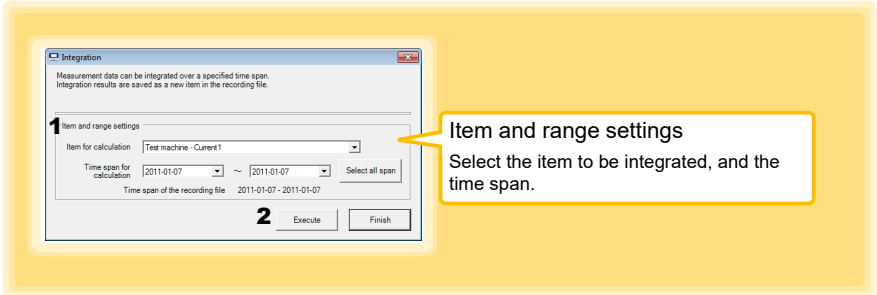 Integration
Measurement data can be integrated over a specified time span.
Integration results are saved as a new item in the recording file.
1
Item and range settings
Item for calculation Test machine - Current1
Time span for
calculation 2011-01-07 ~ 2011-01-07 Select all span
Time span of the recording file 2011-01-07 - 2011-01-07
2 Execute Finish
Item and range settings
Select the item to be integrated, and the
time span.